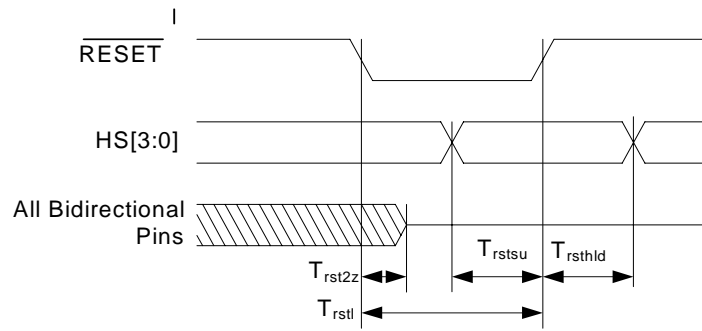 I
RESET
HS[3:0]
All Bidirectional
Pins
Trst2z
Trstsu
Trsthld
Trstl